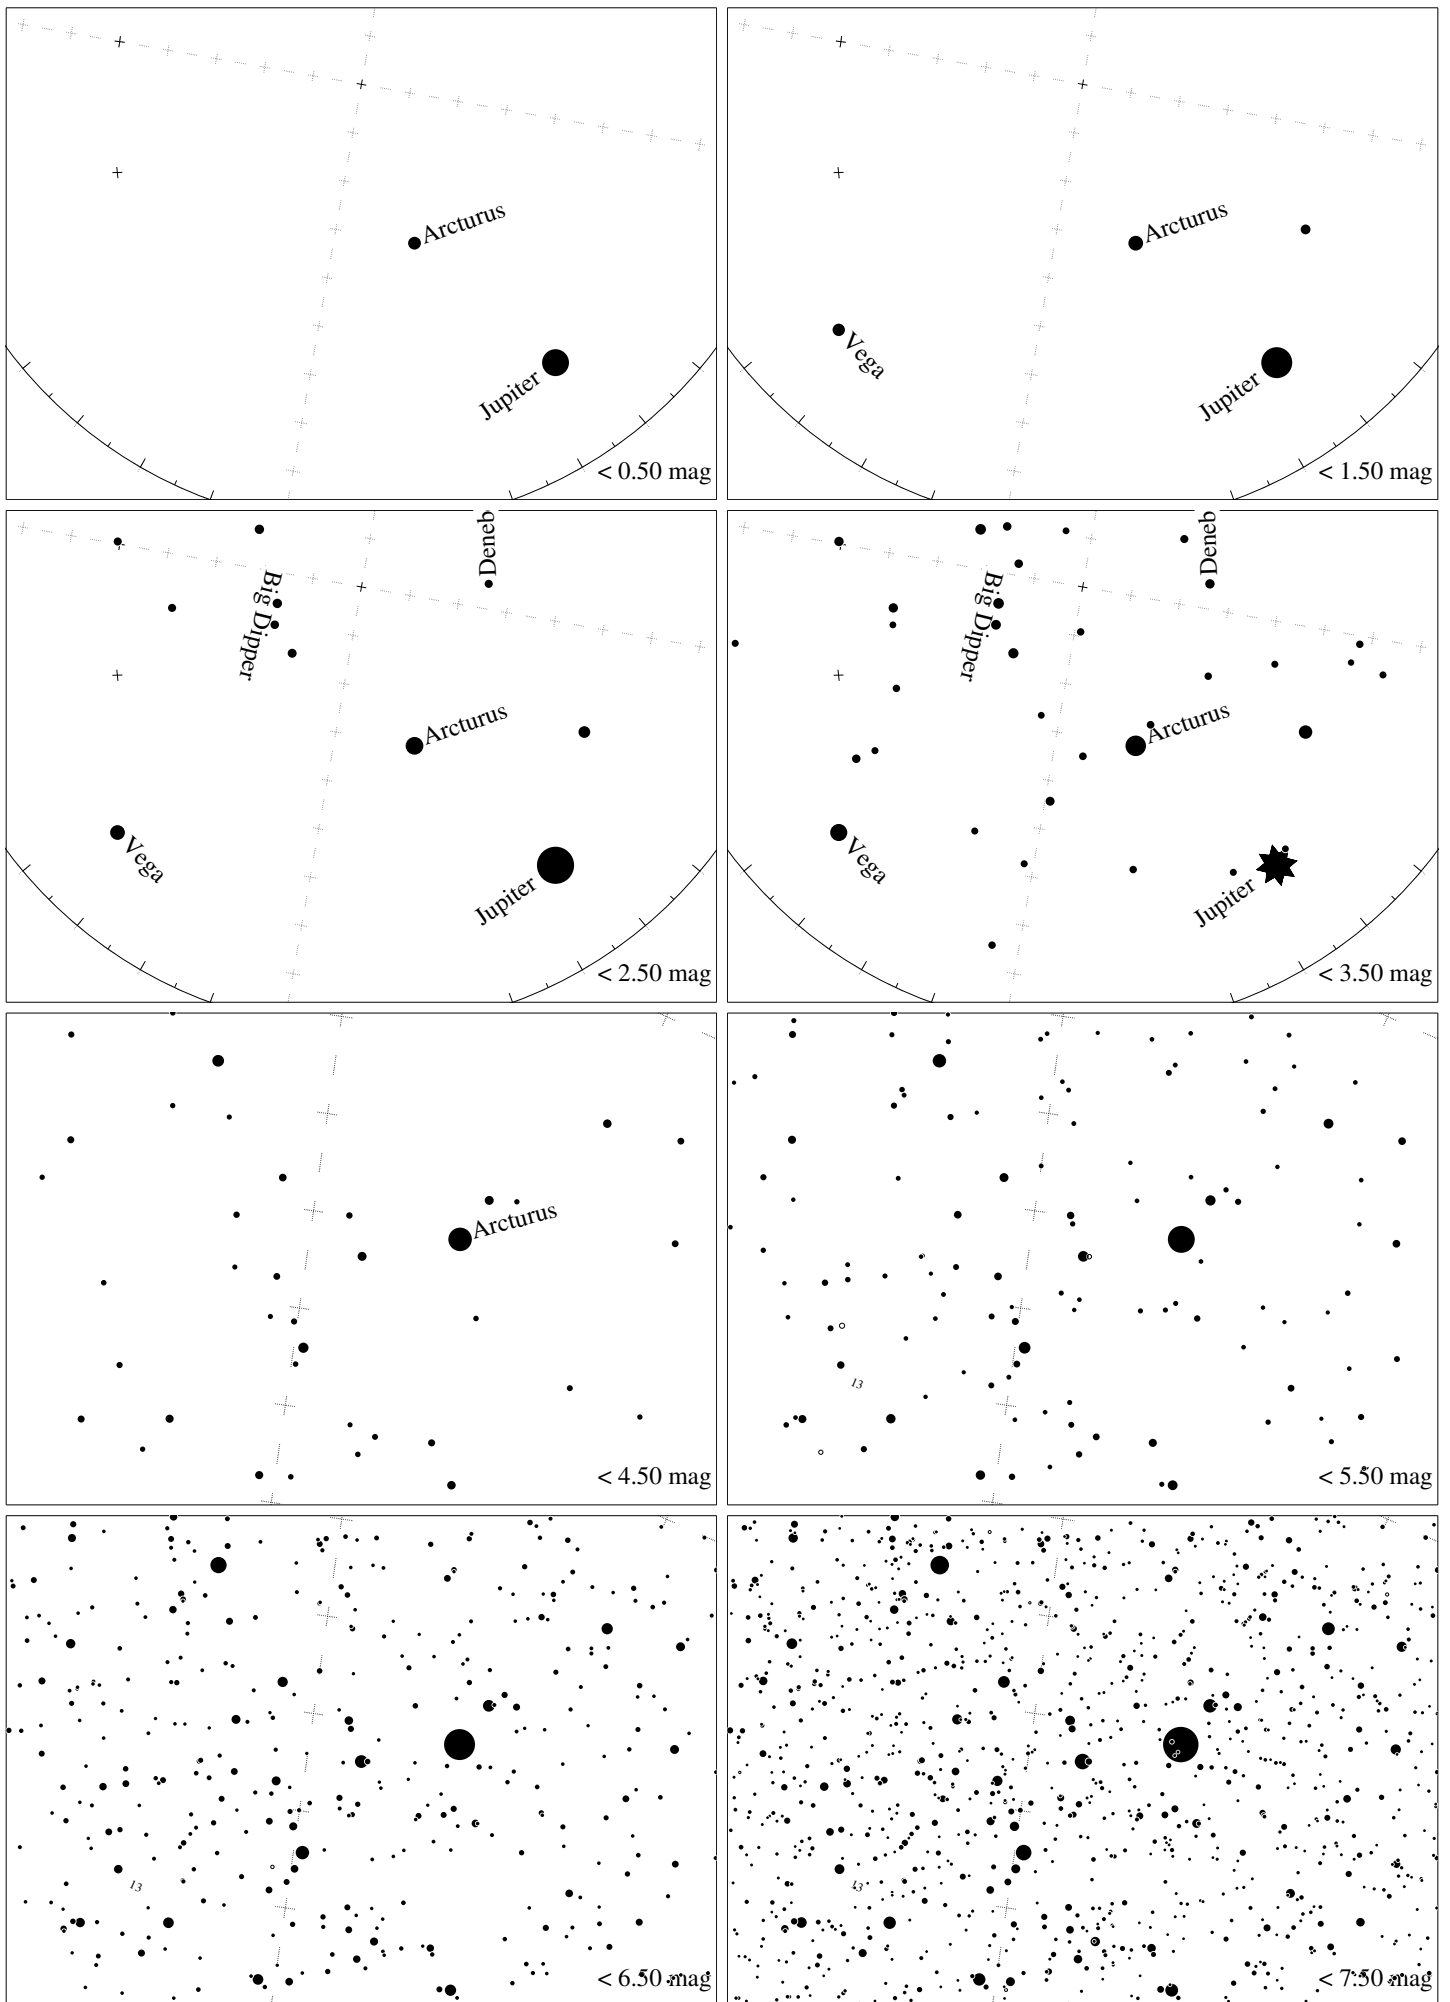 Arcturus
Jupiter
< 0.50 mag
Arcturus
Vega
Jupiter
< 1.50 mag
Deneb
Big Dipper
Arcturus
Vega
Jupiter
< 2.50 mag
Deneb
Big Dipper
Arcturus
Vega
Jupiter
< 3.50 mag
Arcturus
< 4.50 mag
13
< 5.50 mag
13
< 6.50 mag
13
< 7.50 mag